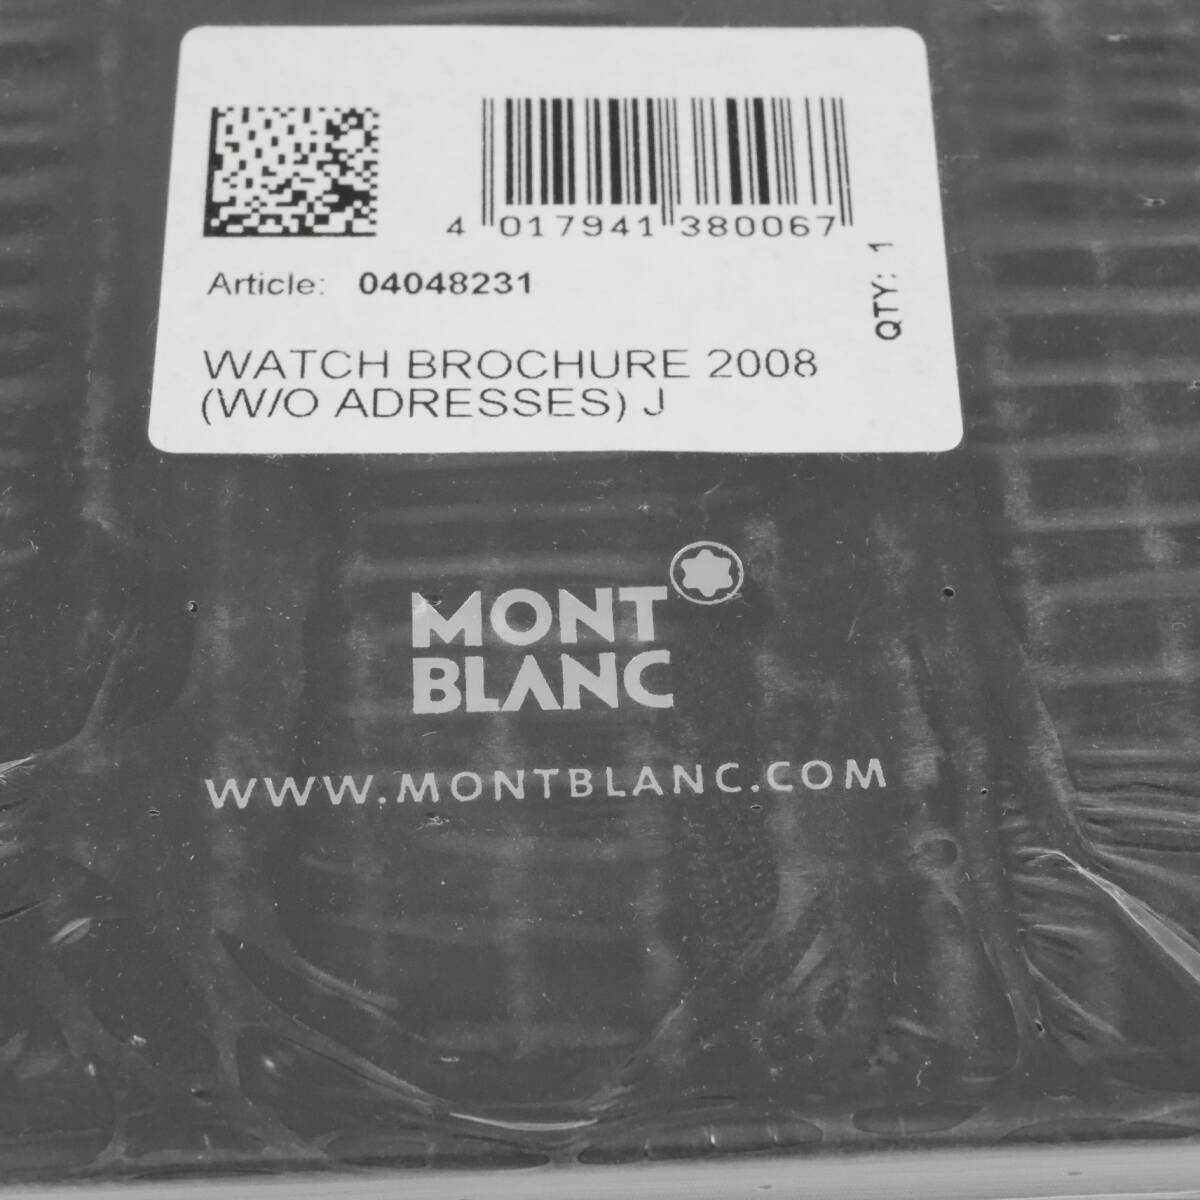 4 017941 380067
QTY: 1
Article: 04048231
WATCH BROCHURE 2008
(W/O ADRESSES) J
MONT
BLANC
WWW.MONTBLANC.COM